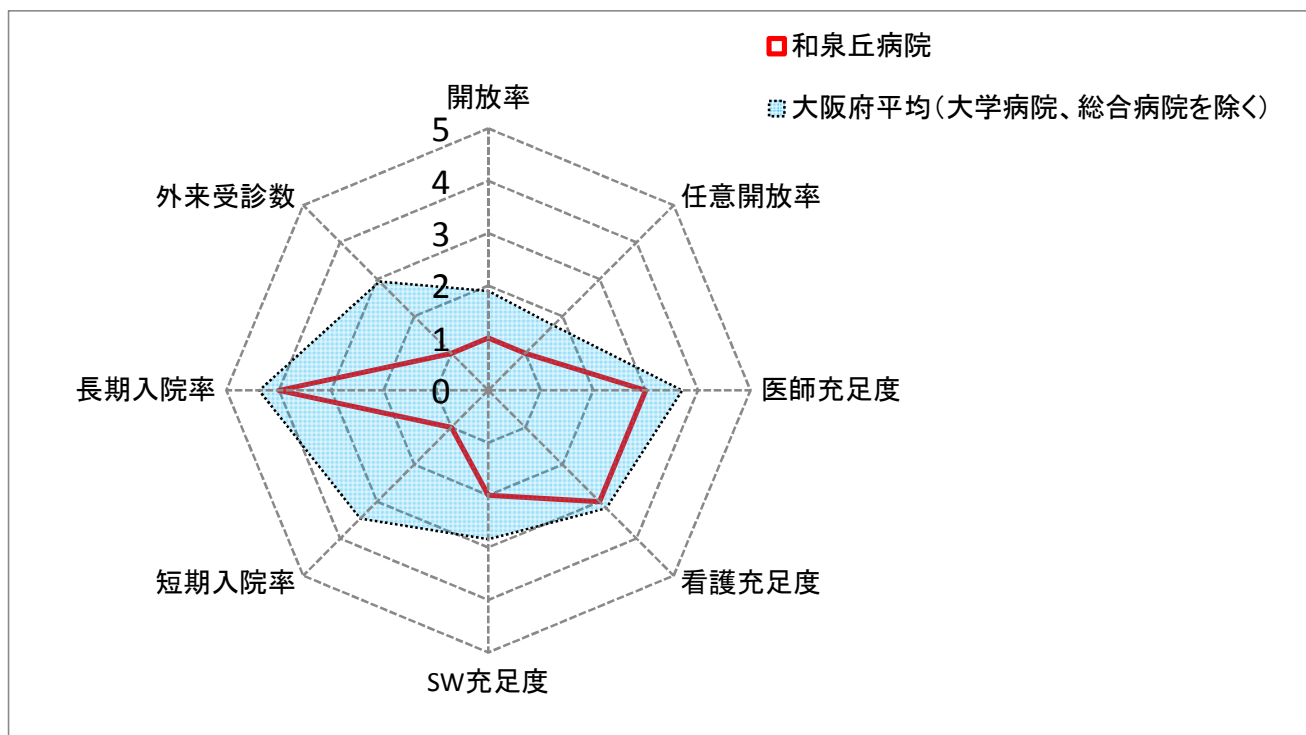 和泉丘病院
大阪府平均(大学病院、総合病院を除く)
開放率
任意開放率
医師充足度
看護充足度
SW充足度
短期入院率
長期入院率
外来受診数
5
4
3
2
1
0